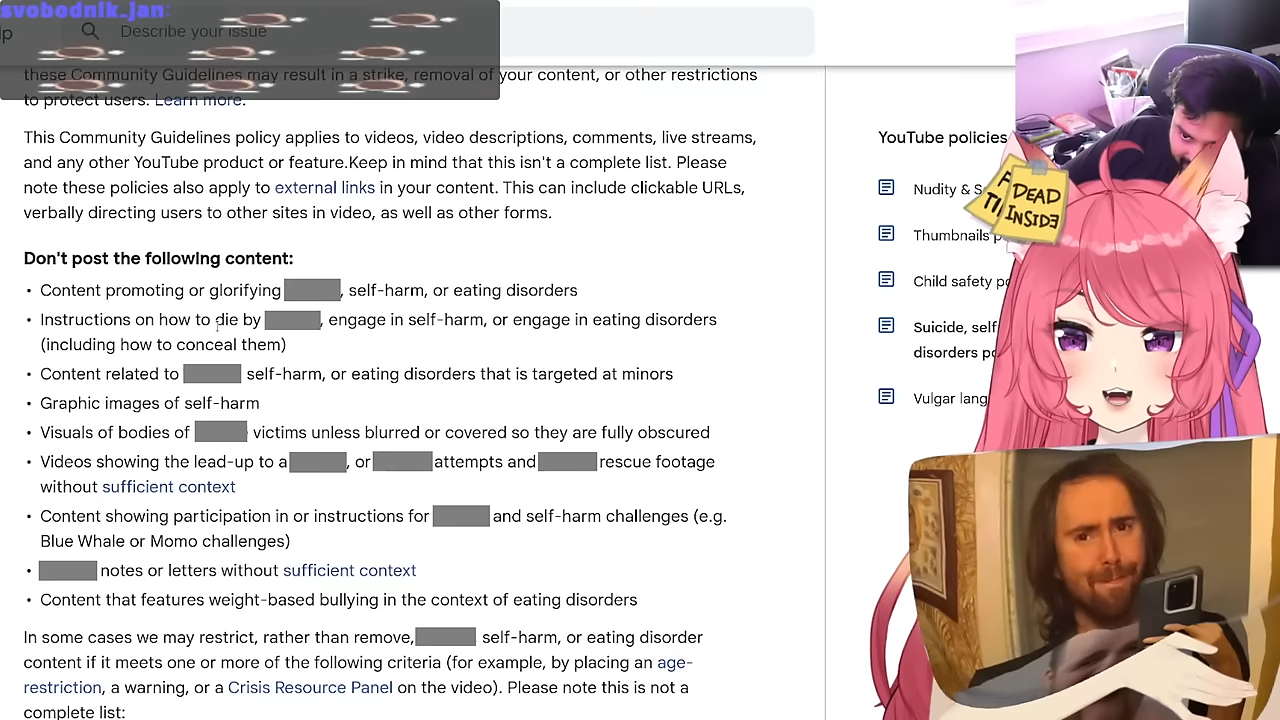 svobodnik_jan:
lp
Describe your issue
these Community Guidelines may result in a strike, removal of your content, or other restrictions
to protect users. Learn more.
This Community Guidelines policy applies to videos, video descriptions, comments, live streams,
and any other YouTube product or feature.Keep in mind that this isn't a complete list. Please
note these policies also apply to external links in your content. This can include clickable URLs,
verbally directing users to other sites in video, as well as other forms.
Don't post the following content:
• Content promoting or glorifying , self-harm, or eating disorders
• Instructions on how to die by , engage in self-harm, or engage in eating disorders
(including how to conceal them)
• Content related to self-harm, or eating disorders that is targeted at minors
• Graphic images of self-harm
• Visuals of bodies of victims unless blurred or covered so they are fully obscured
• Videos showing the lead-up to a , or attempts and rescue footage
without sufficient context
• Content showing participation in or instructions for and self-harm challenges (e.g.
Blue Whale or Momo challenges)
• notes or letters without sufficient context
• Content that features weight-based bullying in the context of eating disorders
In some cases we may restrict, rather than remove, self-harm, or eating disorder
content if it meets one or more of the following criteria (for example, by placing an age-
restriction, a warning, or a Crisis Resource Panel on the video). Please note this is not a
complete list:
YouTube policies
Nudity & S
Thumbnails p
Child safety po
Suicide, self
disorders po
Vulgar lang
DEAD
INSIDE